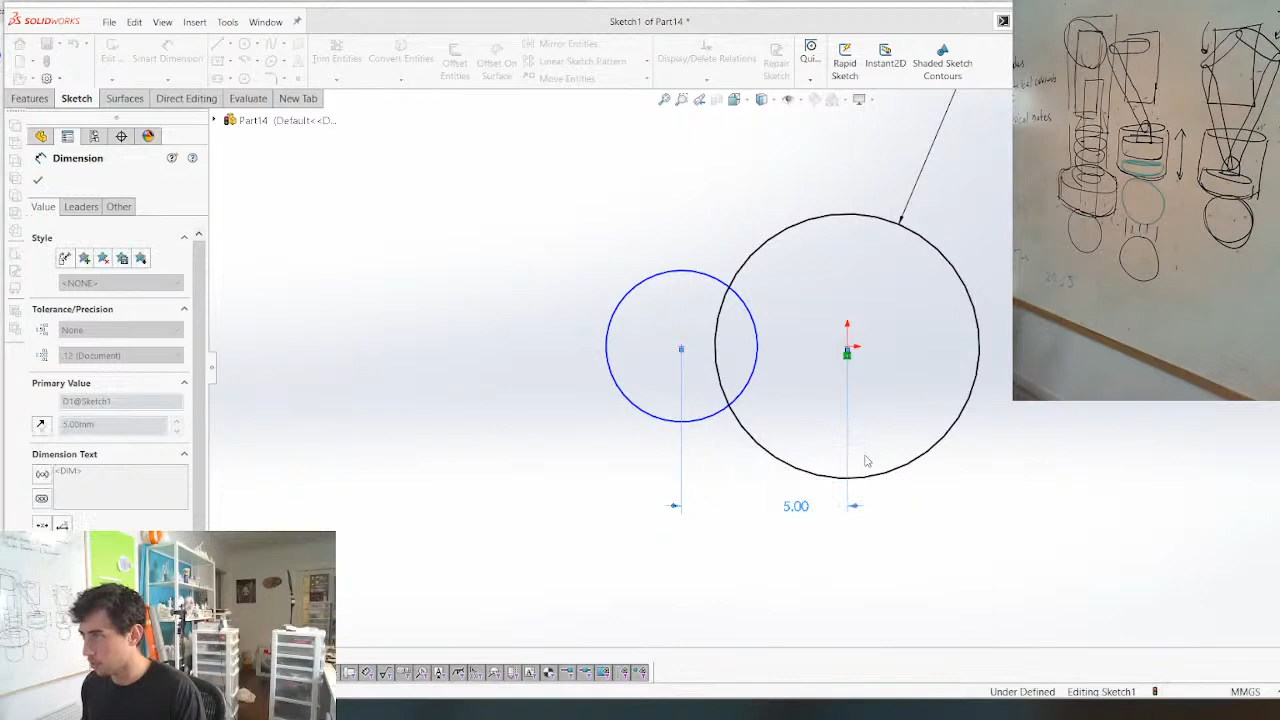 SOLIDWORKS File Edit View Insert Tools Window Sketch1 of Part14 *
Exit... Smart Dimension Trim Entities Convert Entities Offset Entities Offset On Surface Mirror Entities Linear Sketch Pattern Move Entities Display/Delete Relations Repair Sketch Qui... Rapid Sketch Instant2D Shaded Sketch Contours
Features Sketch Surfaces Direct Editing Evaluate New Tab
Part14 (Default<<D...
Dimension
Value Leaders Other
Style
<NONE>
Tolerance/Precision
None
.12 (Document)
Primary Value
D1@Sketch1
5.00mm
Dimension Text
<DIM>
5.00
Under Defined Editing Sketch1 MMGS